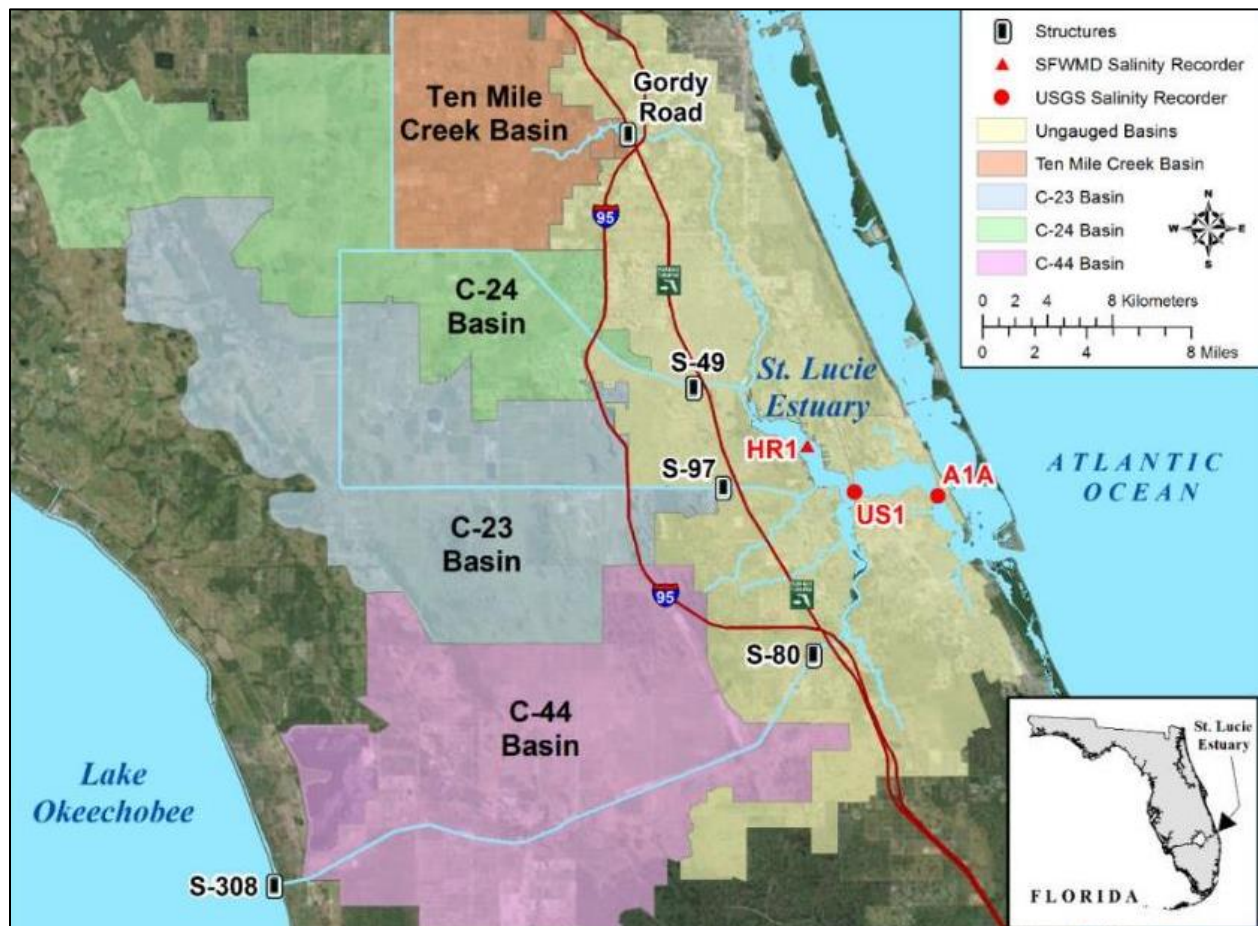 Structures
SFWMD Salinity Recorder
USGS Salinity Recorder
Ungauged Basins
Ten Mile Creek Basin
C-23 Basin
C-24 Basin
C-44 Basin
N
W
E
S
0 2 4 8 Kilometers
0 2 4 8 Miles
Ten Mile
Creek Basin
Gordy
Road
95
C-24
Basin
S-49
St. Lucie
Estuary
HR1
S-97
A1A
US1
ATLANTIC
OCEAN
C-23
Basin
95
S-80
C-44
Basin
Lake
Okeechobee
S-308
St. Lucie
Estuary
FLORIDA